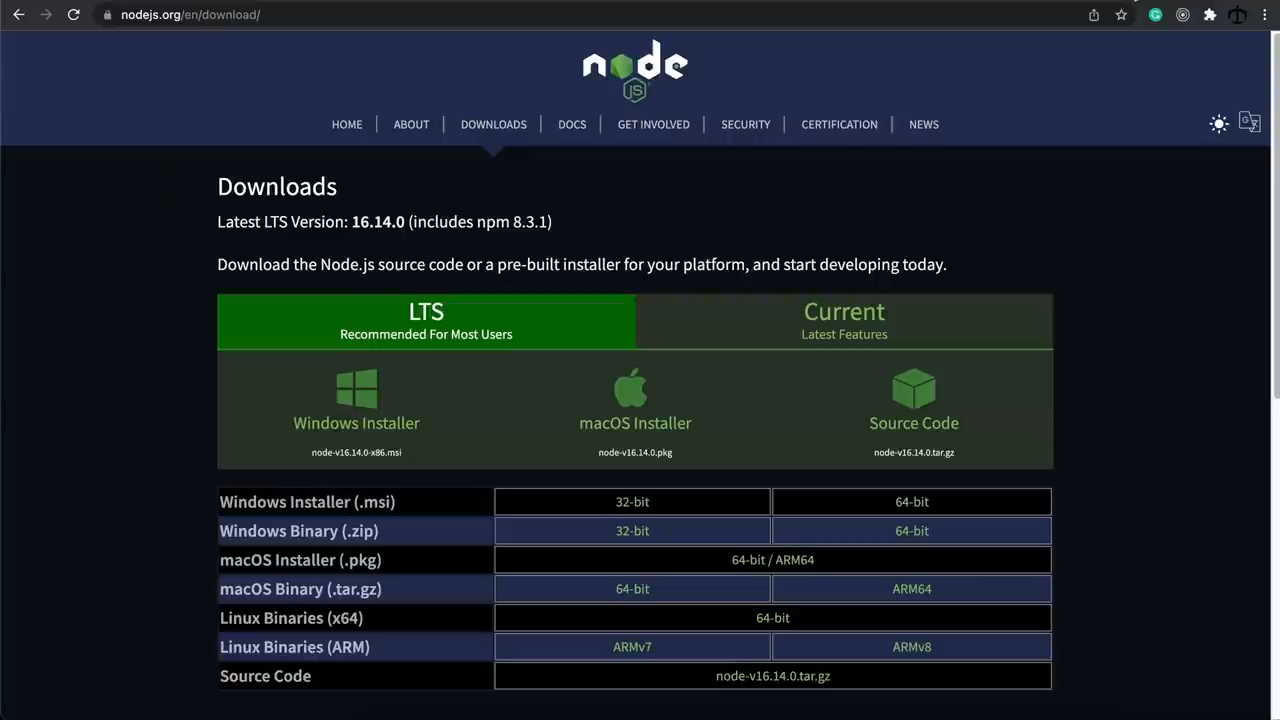 nodejs.org/en/download/
node
JS
HOME
ABOUT
DOWNLOADS
DOCS
GET INVOLVED
SECURITY
CERTIFICATION
NEWS
Downloads
Latest LTS Version: 16.14.0 (includes npm 8.3.1)
Download the Node.js source code or a pre-built installer for your platform, and start developing today.
LTS
Recommended For Most Users
Current
Latest Features
Windows Installer
node-v16.14.0-x86.msi
macOS Installer
node-v16.14.0.pkg
Source Code
node-v16.14.0.tar.gz
Windows Installer (.msi) 32-bit 64-bit
Windows Binary (.zip) 32-bit 64-bit
macOS Installer (.pkg) 64-bit / ARM64
macOS Binary (.tar.gz) 64-bit ARM64
Linux Binaries (x64) 64-bit
Linux Binaries (ARM) ARMv7 ARMv8
Source Code node-v16.14.0.tar.gz